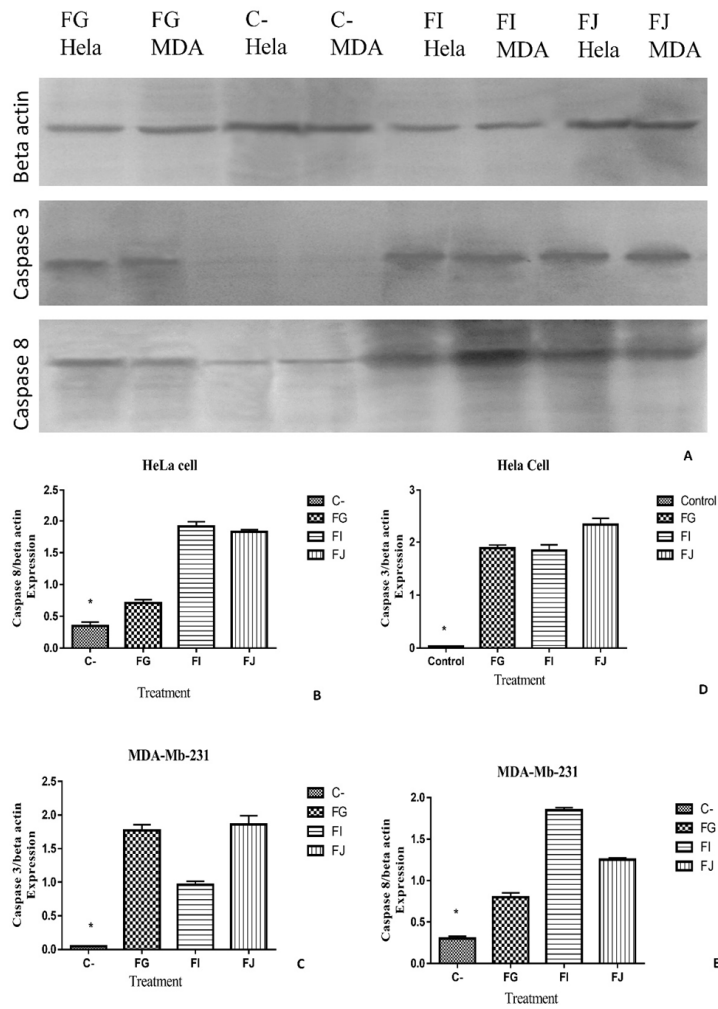 FG FG C- C- FI FI FJ FJ
Hela MDA Hela MDA Hela MDA Hela MDA
Beta actin
Caspase 3
Caspase 8
A
HeLa cell
Caspase 8/beta actin
Expression
2.5
2.0
1.5
1.0
0.5
0.0
*
C- FG FI FJ
Treatment
C-
FG
FI
FJ
B
Hela Cell
Caspase 3/beta actin
Expression
3
2
1
0
*
Control FG FI FJ
Treatment
Control
FG
FI
FJ
D
MDA-Mb-231
Caspase 3/beta actin
Expression
2.5
2.0
1.5
1.0
0.5
0.0
*
C- FG FI FJ
Treatment
C-
FG
FI
FJ
C
MDA-Mb-231
Caspase 8/beta actin
Expression
2.0
1.5
1.0
0.5
0.0
*
C- FG FI FJ
Treatment
C-
FG
FI
FJ